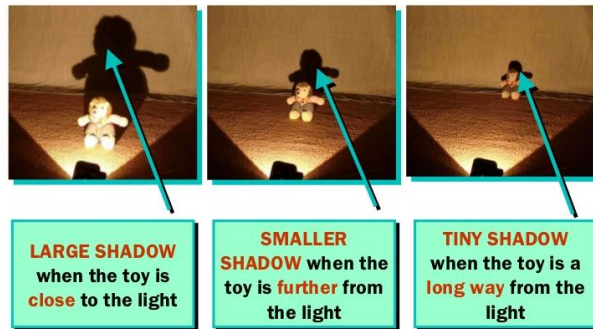 LARGE SHADOW
when the toy is
close to the light
SMALLER
SHADOW when the
toy is further from
the light
TINY SHADOW
when the toy is a
long way from the
light